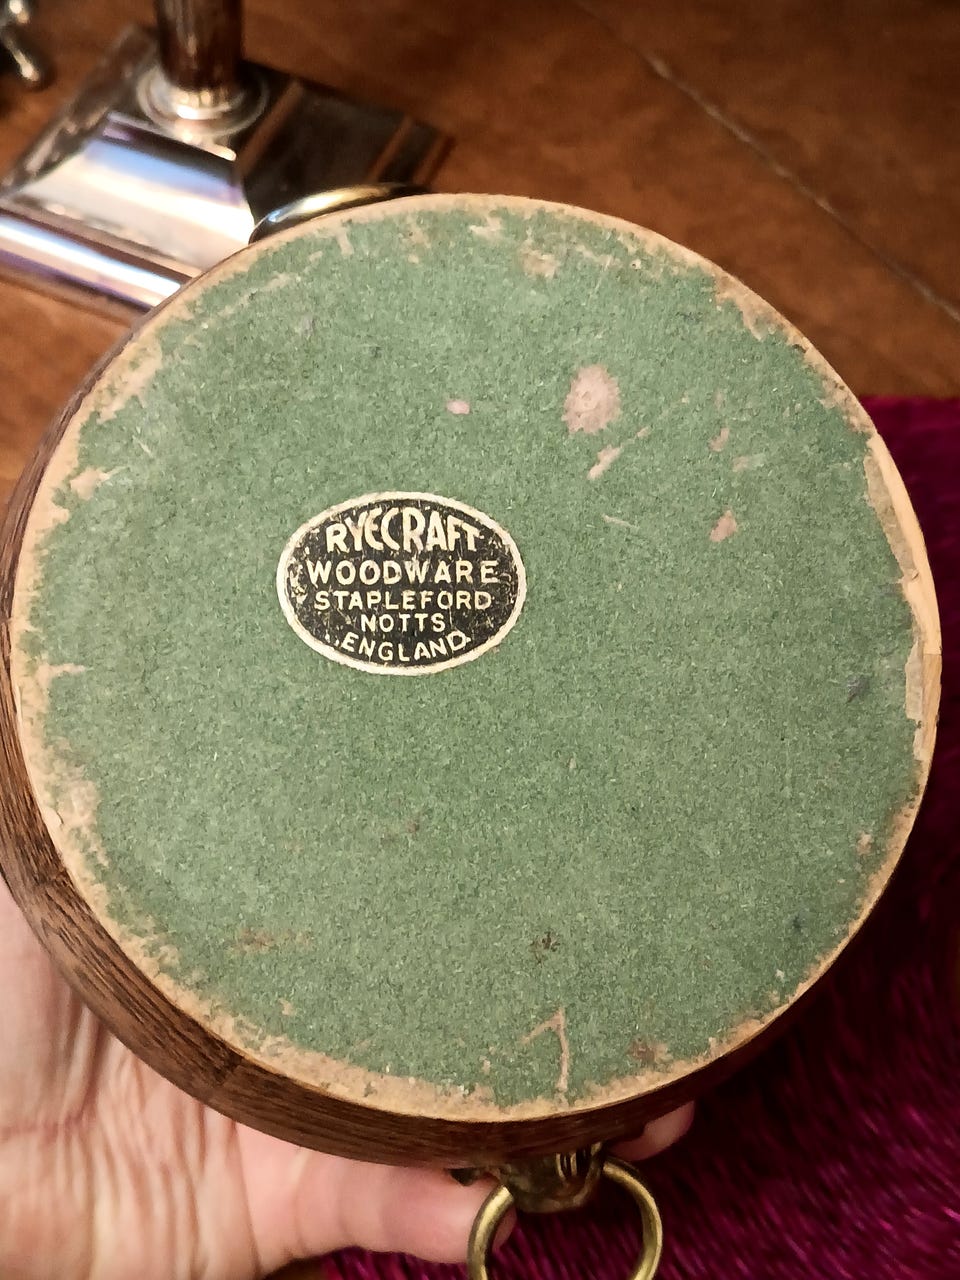 RYECRAFT
WOODWARE
STAPLEFORD
NOTTS
ENGLAND